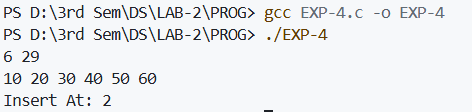 PS D:\3rd Sem\DS\LAB-2\PROG> gcc EXP-4.c -o EXP-4
PS D:\3rd Sem\DS\LAB-2\PROG> ./EXP-4
6 29
10 20 30 40 50 60
Insert At: 2